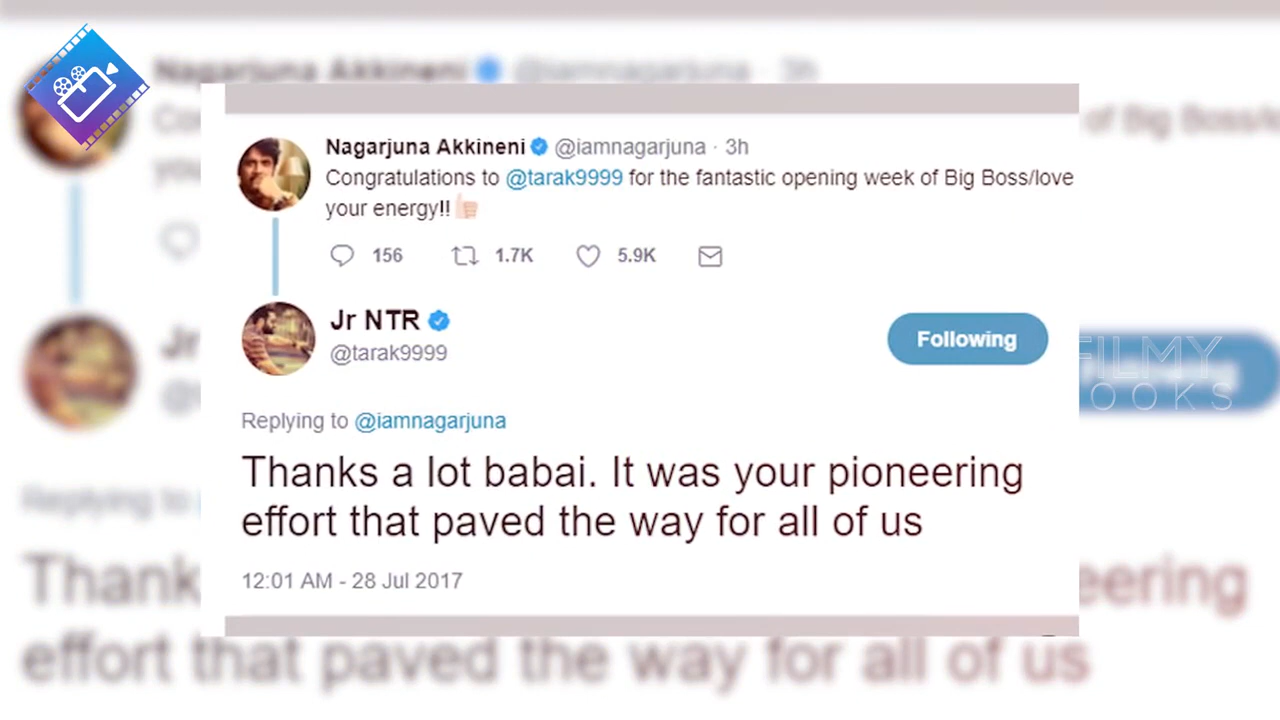 Nagarjuna Akkineni @iamnagarjuna · 3h
Congratulations to @tarak9999 for the fantastic opening week of Big Boss/love
your energy!!
156 1.7K 5.9K
Jr NTR
@tarak9999
Following
Replying to @iamnagarjuna
Thanks a lot babai. It was your pioneering
effort that paved the way for all of us
12:01 AM - 28 Jul 2017
FILMY
OOKS